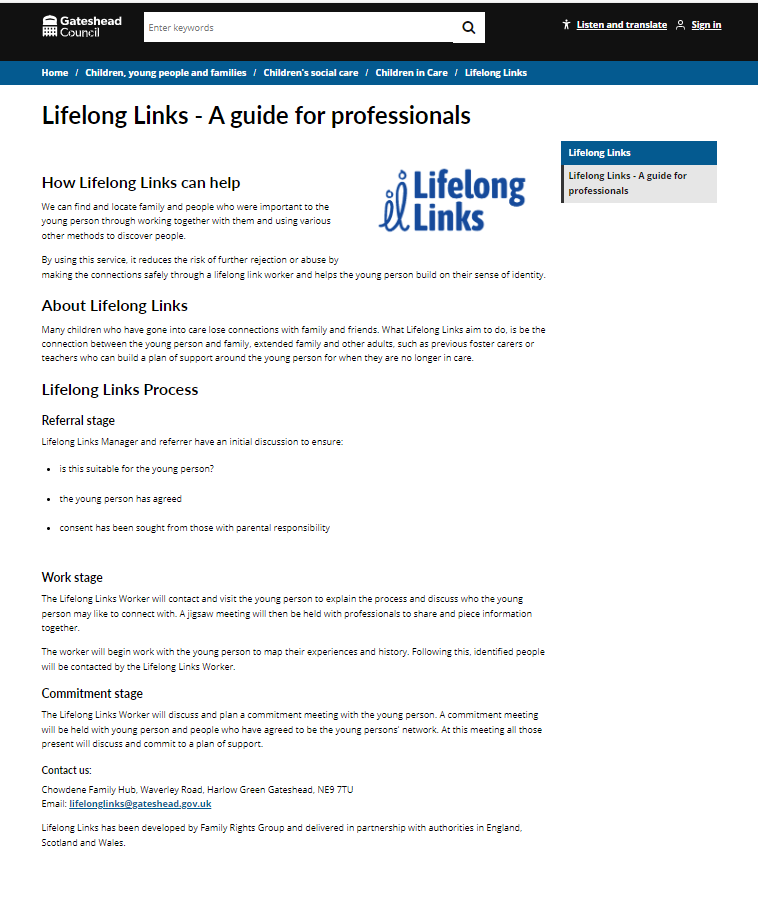 Gateshead
Council
Enter keywords
Listen and translate
Sign in
Home / Children, young people and families / Children's social care / Children in Care / Lifelong Links
Lifelong Links - A guide for professionals
Lifelong Links
Lifelong Links - A guide for
professionals
Lifelong
Links
How Lifelong Links can help
We can find and locate family and people who were important to the
young person through working together with them and using various
other methods to discover people.
By using this service, it reduces the risk of further rejection or abuse by
making the connections safely through a lifelong link worker and helps the young person build on their sense of identity.
About Lifelong Links
Many children who have gone into care lose connections with family and friends. What Lifelong Links aim to do, is be the
connection between the young person and family, extended family and other adults, such as previous foster carers or
teachers who can build a plan of support around the young person for when they are no longer in care.
Lifelong Links Process
Referral stage
Lifelong Links Manager and referrer have an initial discussion to ensure:
• is this suitable for the young person?
• the young person has agreed
• consent has been sought from those with parental responsibility
Work stage
The Lifelong Links Worker will contact and visit the young person to explain the process and discuss who the young
person may like to connect with. A jigsaw meeting will then be held with professionals to share and piece information
together.
The worker will begin work with the young person to map their experiences and history. Following this, identified people
will be contacted by the Lifelong Links Worker.
Commitment stage
The Lifelong Links Worker will discuss and plan a commitment meeting with the young person. A commitment meeting
will be held with young person and people who have agreed to be the young persons' network. At this meeting all those
present will discuss and commit to a plan of support.
Contact us:
Chowdene Family Hub, Waverley Road, Harlow Green Gateshead, NE9 7TU
Email: lifelonglinks@gateshead.gov.uk
Lifelong Links has been developed by Family Rights Group and delivered in partnership with authorities in England,
Scotland and Wales.